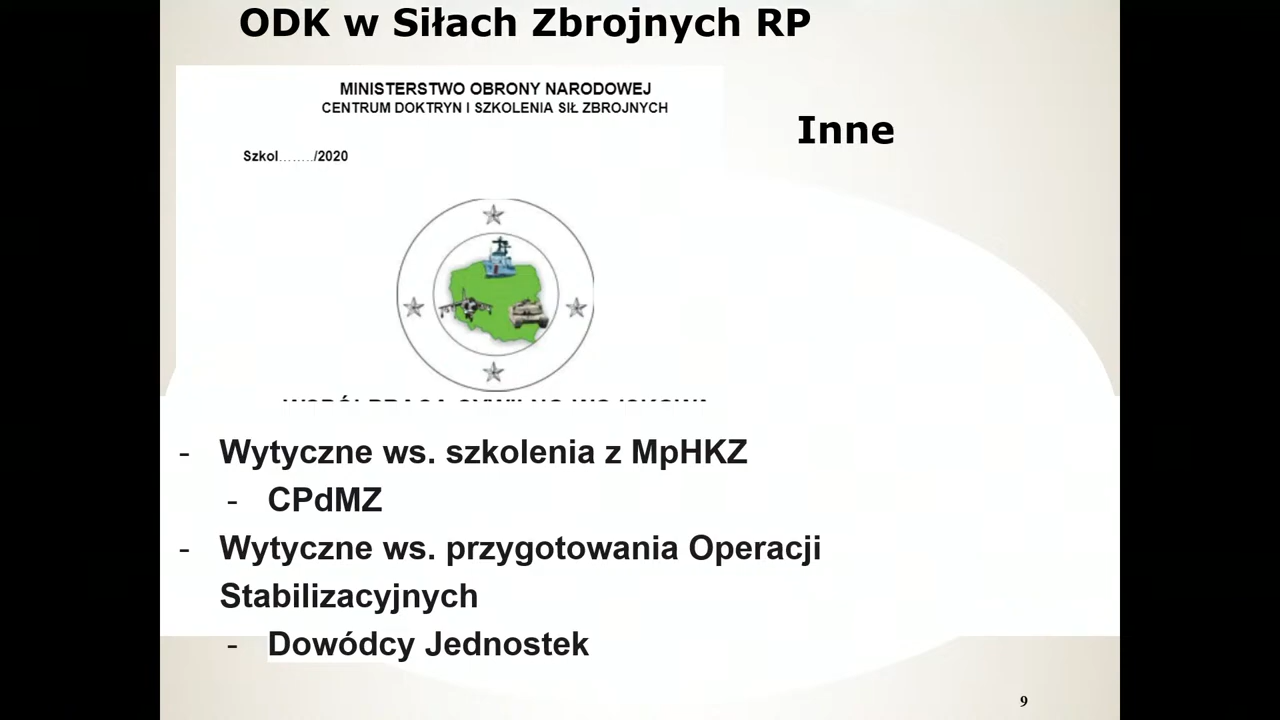 ODK w Siłach Zbrojnych RP
MINISTERSTWO OBRONY NARODOWEJ
CENTRUM DOKTRYN I SZKOLENIA SIŁ ZBROJNYCH
Inne
Szkol......../2020
- Wytyczne ws. szkolenia z MpHKZ
- CPdMZ
- Wytyczne ws. przygotowania Operacji
Stabilizacyjnych
- Dowódcy Jednostek
9